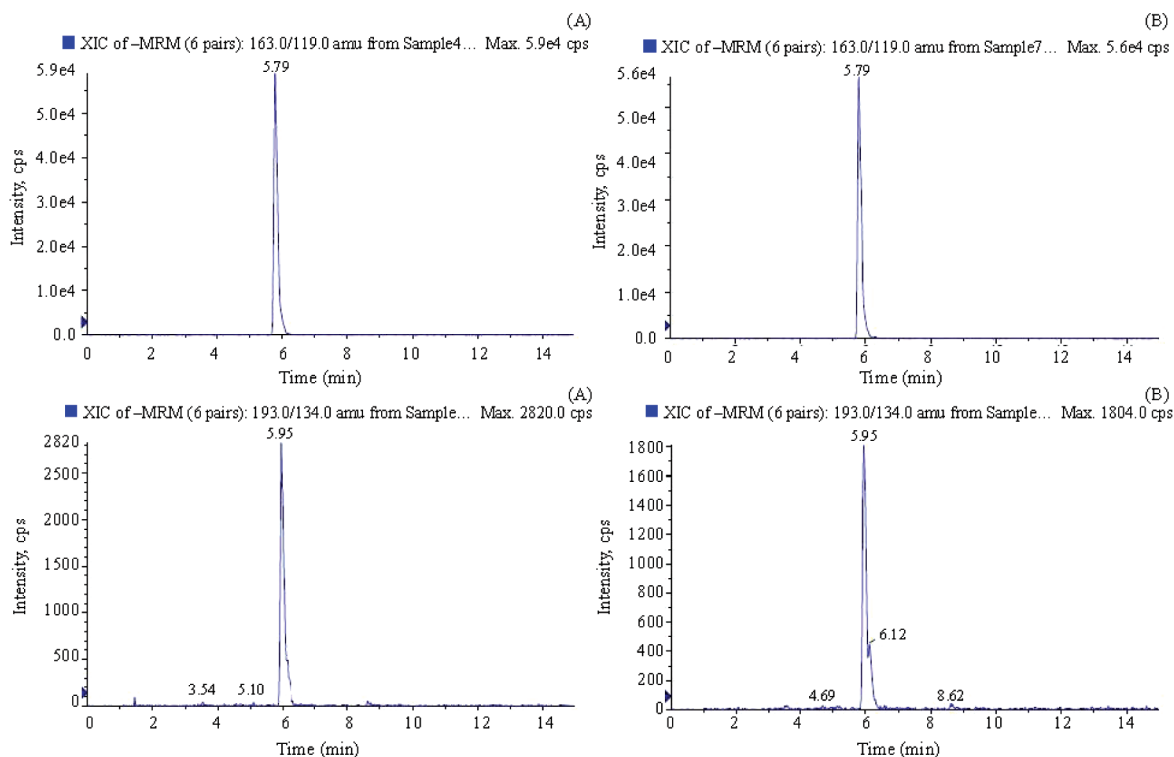 (A)
XIC of –MRM (6 pairs): 163.0/119.0 amu from Sample4... Max. 5.9e4 cps
5.79
5.9e4
5.0e4
4.0e4
3.0e4
2.0e4
1.0e4
0.0
Intensity, cps
0 2 4 6 8 10 12 14
Time (min)
(B)
XIC of –MRM (6 pairs): 163.0/119.0 amu from Sample7... Max. 5.6e4 cps
5.79
5.6e4
5.0e4
4.0e4
3.0e4
2.0e4
1.0e4
0.0
Intensity, cps
0 2 4 6 8 10 12 14
Time (min)
(A)
XIC of –MRM (6 pairs): 193.0/134.0 amu from Sample... Max. 2820.0 cps
5.95
2820
2500
2000
1500
1000
500
0
3.54 5.10
Intensity, cps
0 2 4 6 8 10 12 14
Time (min)
(B)
XIC of –MRM (6 pairs): 193.0/134.0 amu from Sample... Max. 1804.0 cps
5.95
1800
1600
1400
1200
1000
800
600
400
200
0
6.12
4.69 8.62
Intensity, cps
0 2 4 6 8 10 12 14
Time (min)